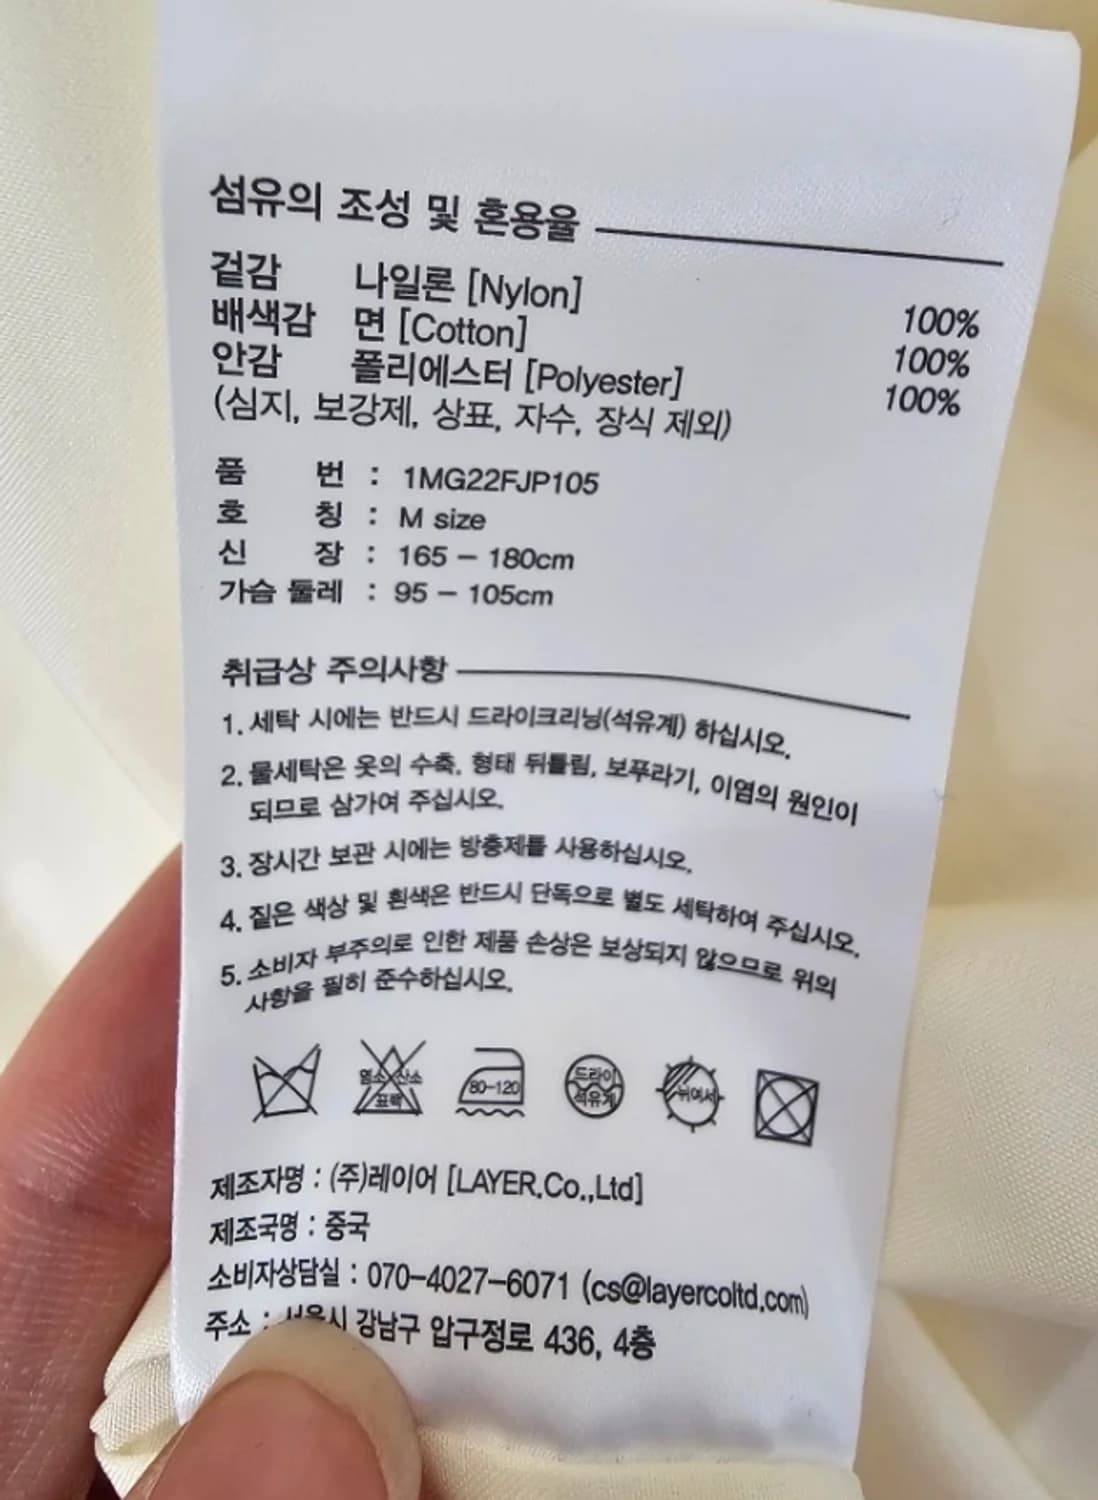 섬유의 조성 및 혼용율
겉감 나일론 [Nylon] 100%
배색감 면 [Cotton] 100%
안감 폴리에스터 [Polyester] 100%
(심지, 보강제, 상표, 자수, 장식 제외)
품 번 : 1MG22FJP105
호 칭 : M size
신 장 : 165 – 180cm
가슴 둘레 : 95 – 105cm
취급상 주의사항
1. 세탁 시에는 반드시 드라이크리닝(석유계) 하십시오.
2. 물세탁은 옷의 수축, 형태 뒤틀림, 보푸라기, 이염의 원인이
되므로 삼가여 주십시오.
3. 장시간 보관 시에는 방충제를 사용하십시오.
4. 짙은 색상 및 흰색은 반드시 단독으로 별도 세탁하여 주십시오.
5. 소비자 부주의로 인한 제품 손상은 보상되지 않으므로 위의
사항을 필히 준수하십시오.
염소 산소 표백 80-120 드라이 석유계 뉘여서
제조자명 : (주)레이어 [LAYER.Co.,Ltd]
제조국명 : 중국
소비자상담실 : 070-4027-6071 (cs@layercoltd.com)
주소 : 서울시 강남구 압구정로 436, 4층